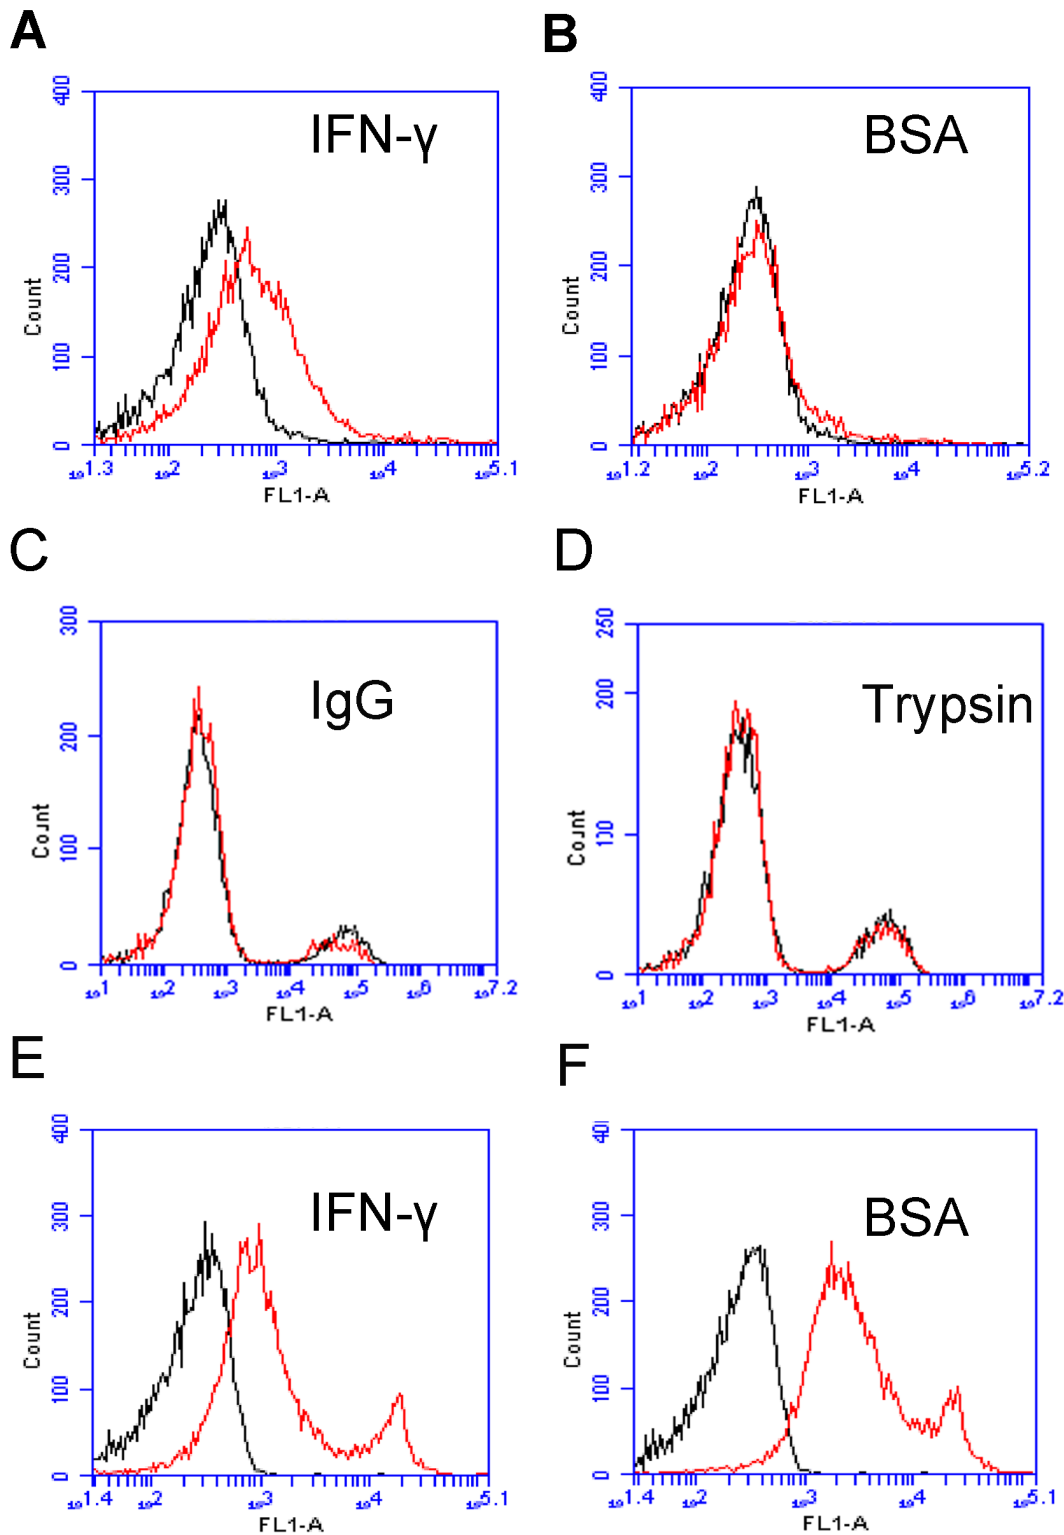 A
B
400
300
200
100
0
Count
IFN-γ
10^1.3 10^2 10^3 10^4 10^5.1
FL1-A
400
300
200
100
0
Count
BSA
10^1.2 10^2 10^3 10^4 10^5.2
FL1-A
C
D
300
200
100
0
Count
IgG
10^1 10^2 10^3 10^4 10^5 10^6 10^7.2
FL1-A
250
200
100
0
Count
Trypsin
10^1 10^2 10^3 10^4 10^5 10^6 10^7.2
FL1-A
E
F
400
300
200
100
0
Count
IFN-γ
10^1.4 10^2 10^3 10^4 10^5.1
FL1-A
400
300
200
100
0
Count
BSA
10^1.4 10^2 10^3 10^4 10^5.1
FL1-A